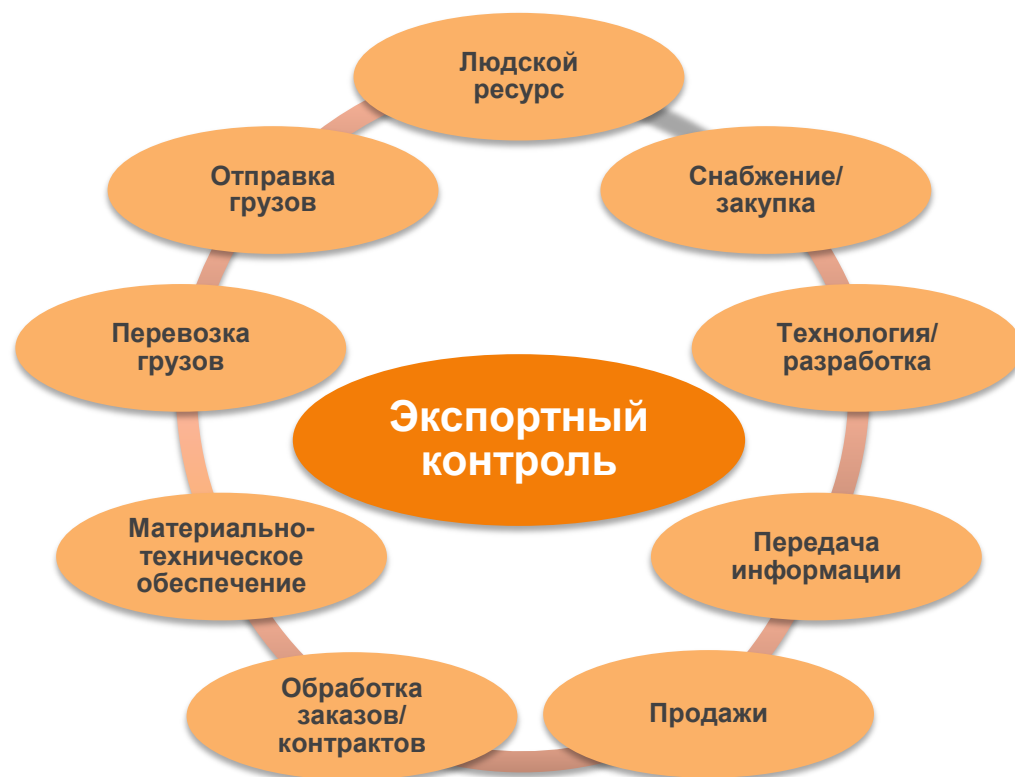 Людской
ресурс
Снабжение/
закупка
Технология/
разработка
Передача
информации
Продажи
Обработка
заказов/
контрактов
Материально-
техническое
обеспечение
Перевозка
грузов
Отправка
грузов
Экспортный
контроль